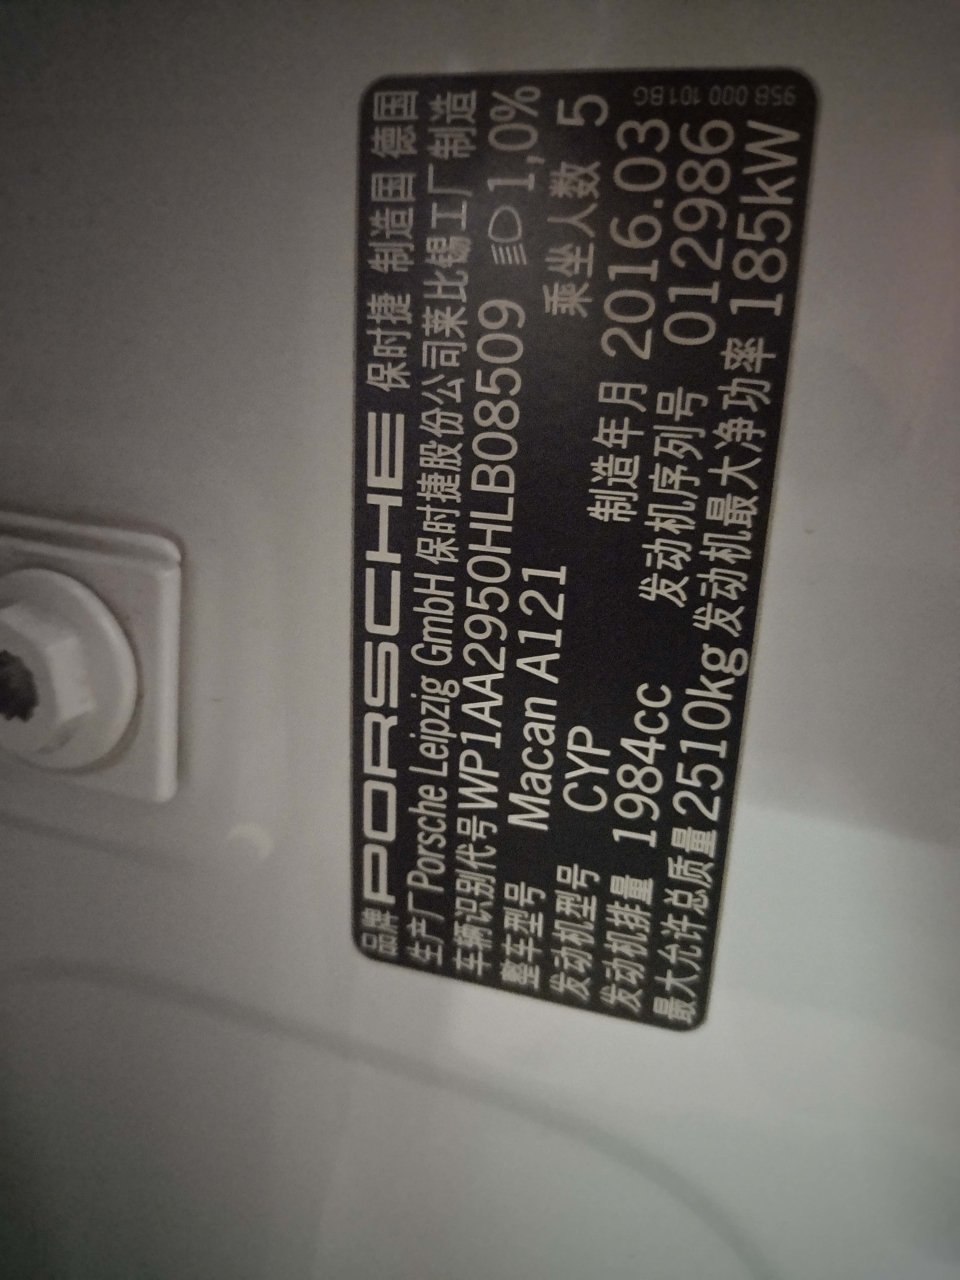 品牌 PORSCHE 保时捷 制造国 德国
生产厂 Porsche Leipzig GmbH 保时捷股份公司莱比锡工厂制造
车辆识别代号 WP1AA2950HLB08509 1,0%
整车型号 Macan A121 乘坐人数 5
发动机型号 CYP 制造年月 2016.03
发动机排量 1984cc 发动机序列号 012986
最大允许总质量 2510kg 发动机最大净功率 185kW
95B 000 101BG